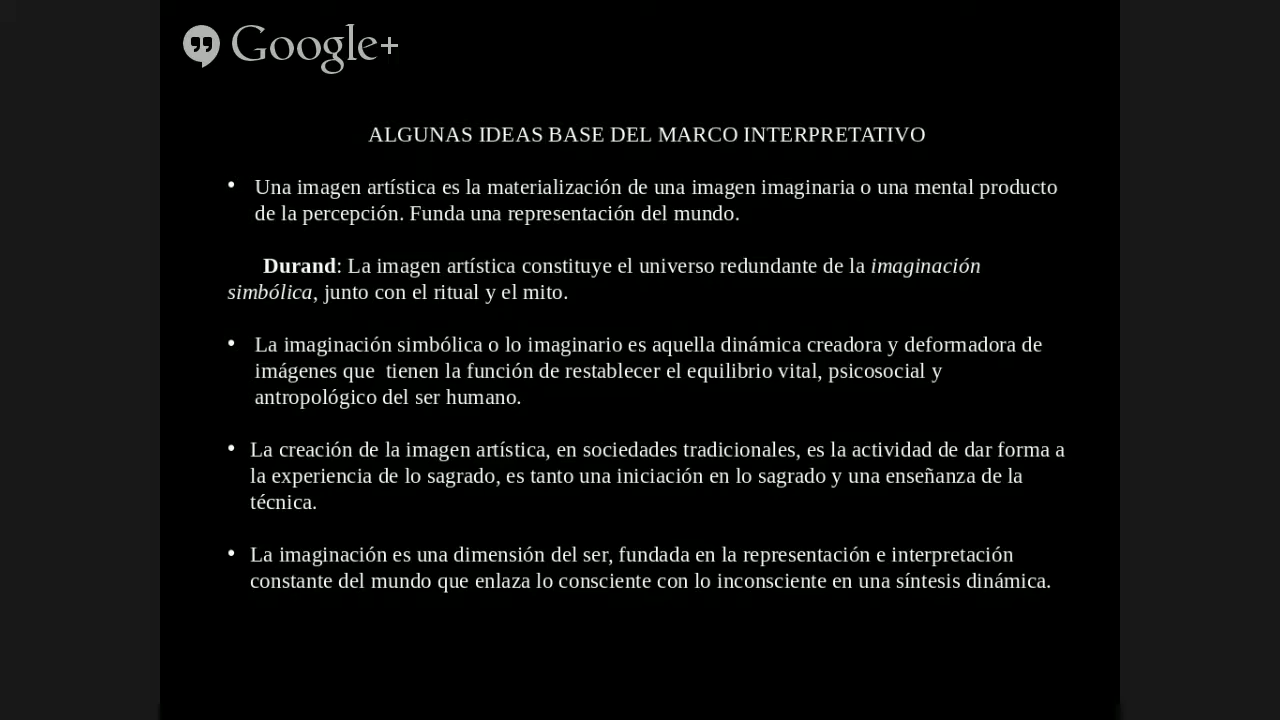 Google+
ALGUNAS IDEAS BASE DEL MARCO INTERPRETATIVO
• Una imagen artística es la materialización de una imagen imaginaria o una mental producto
de la percepción. Funda una representación del mundo.
Durand: La imagen artística constituye el universo redundante de la imaginación
simbólica, junto con el ritual y el mito.
• La imaginación simbólica o lo imaginario es aquella dinámica creadora y deformadora de
imágenes que  tienen la función de restablecer el equilibrio vital, psicosocial y
antropológico del ser humano.
• La creación de la imagen artística, en sociedades tradicionales, es la actividad de dar forma a
la experiencia de lo sagrado, es tanto una iniciación en lo sagrado y una enseñanza de la
técnica.
• La imaginación es una dimensión del ser, fundada en la representación e interpretación
constante del mundo que enlaza lo consciente con lo inconsciente en una síntesis dinámica.